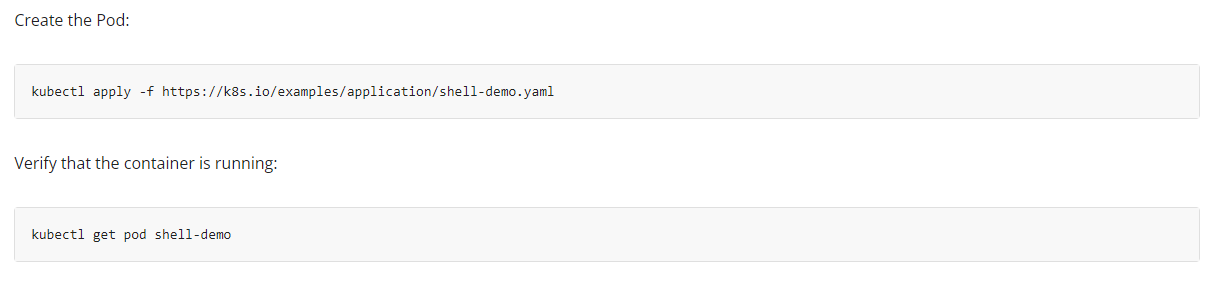 Create the Pod:
kubectl apply -f https://k8s.io/examples/application/shell-demo.yaml
Verify that the container is running:
kubectl get pod shell-demo